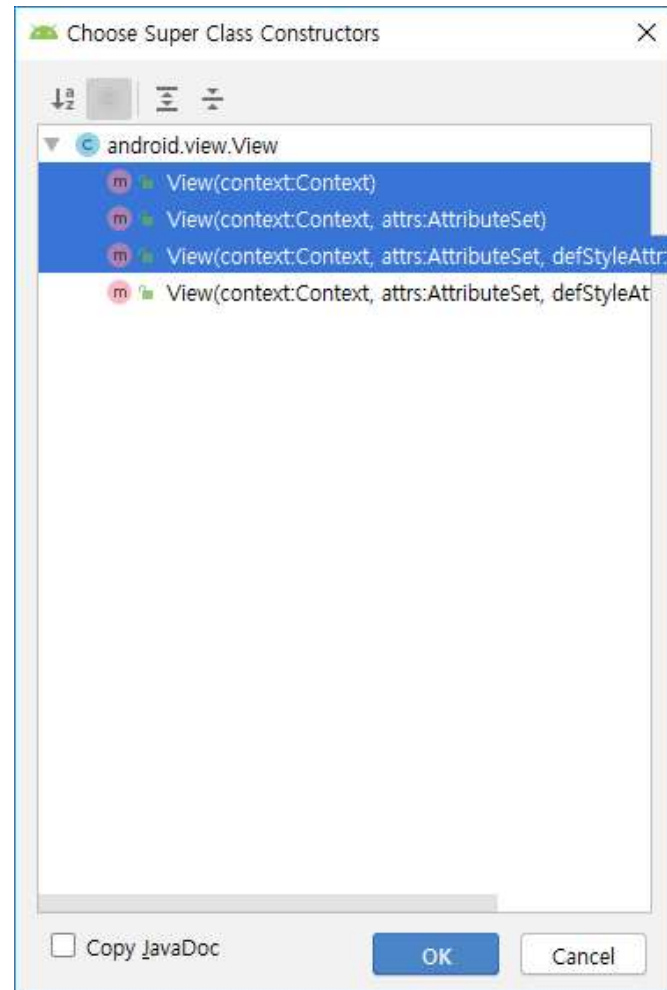 Choose Super Class Constructors
android.view.View
View(context:Context)
View(context:Context, attrs:AttributeSet)
View(context:Context, attrs:AttributeSet, defStyleAttr:
View(context:Context, attrs:AttributeSet, defStyleAt
Copy JavaDoc
OK Cancel